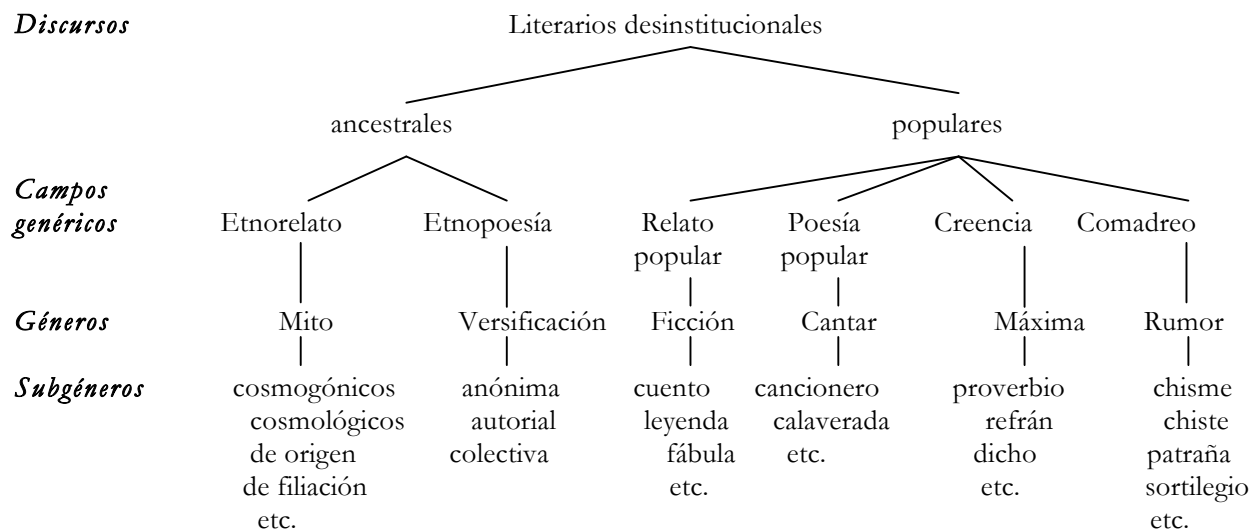 Discursos Literarios desinstitucionales
ancestrales populares
Campos
genéricos Etnorelato Etnopoesía Relato Poesía Creencia Comadreo
popular popular
Géneros Mito Versificación Ficción Cantar Máxima Rumor
Subgéneros cosmogónicos anónima cuento cancionero proverbio chisme
cosmológicos autorial leyenda calaverada refrán chiste
de origen colectiva fábula etc. dicho patraña
de filiación etc. etc. sortilegio
etc. etc.